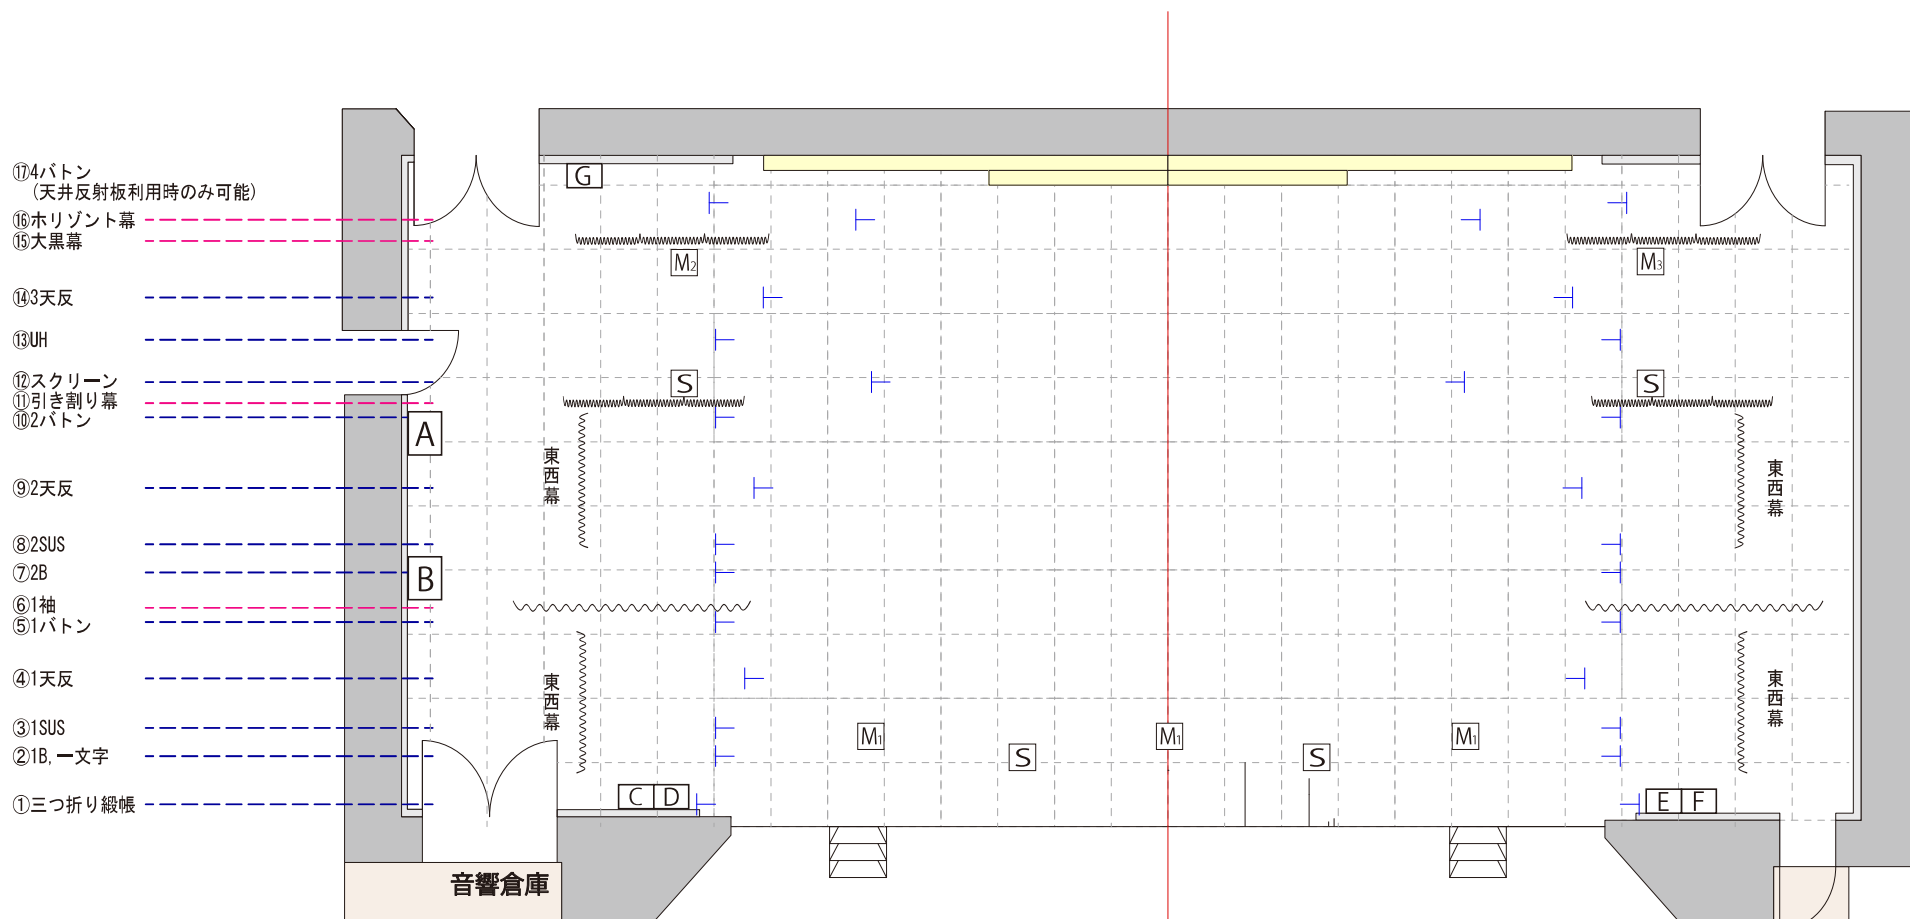 ⑰4バトン
(天井反射板利用時のみ可能)
⑯ホリゾント幕
⑮大黒幕
⑭3天反
⑬UH
⑫スクリーン
⑪引き割り幕
⑩2バトン
⑨2天反
⑧2SUS
⑦2B
⑥1袖
⑤1バトン
④1天反
③1SUS
②1B,一文字
①三つ折り緞帳
G
M2
M3
S
S
A
東西幕
東西幕
B
東西幕
東西幕
M1
M1
M1
S
S
C D
E F
音響倉庫